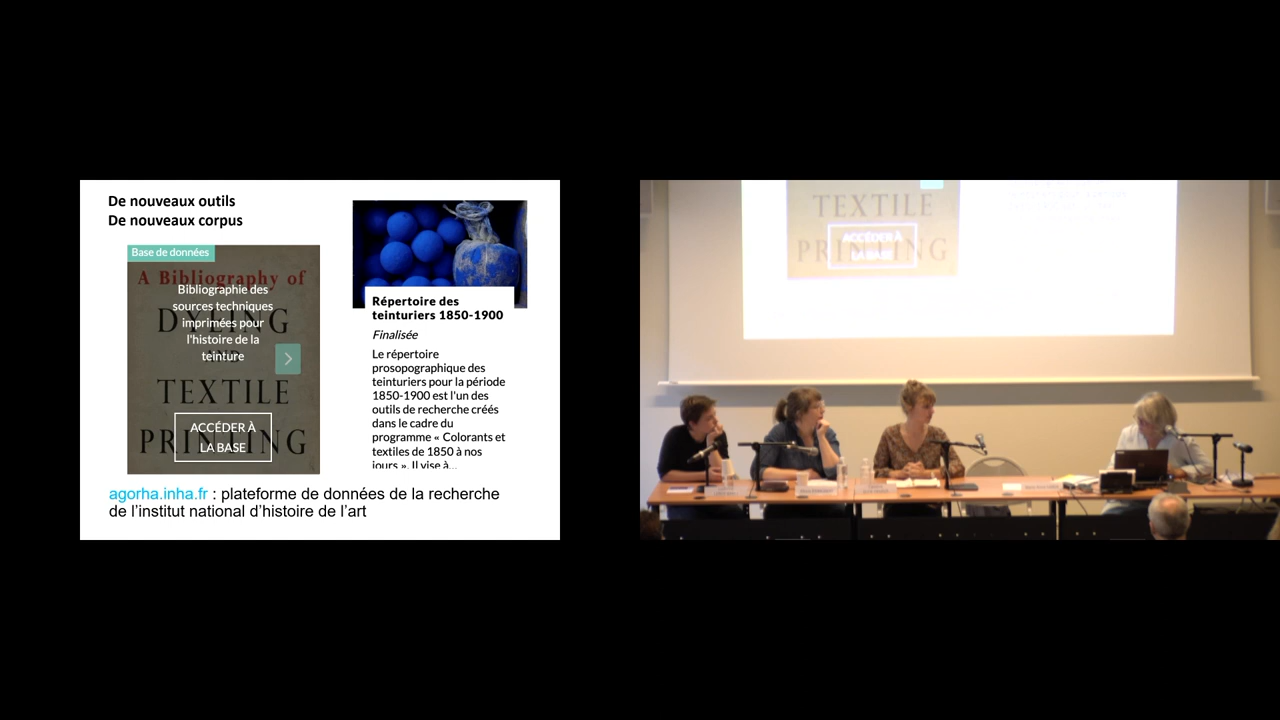 De nouveaux outils
De nouveaux corpus
Base de données
A Bibliography of
DYING
AND
TEXTILE
PRINTING
Bibliographie des
sources techniques
imprimées pour
l'histoire de la
teinture
ACCÉDER À
LA BASE
Répertoire des
teinturiers 1850-1900
Finalisée
Le répertoire
prosopographique des
teinturiers pour la période
1850-1900 est l'un des
outils de recherche créés
dans le cadre du
programme « Colorants et
textiles de 1850 à nos
jours ». Il vise à...
agorha.inha.fr : plateforme de données de la recherche
de l'institut national d'histoire de l'art
TEXTILE
PRINTING
ACCÉDER À
LA BASE